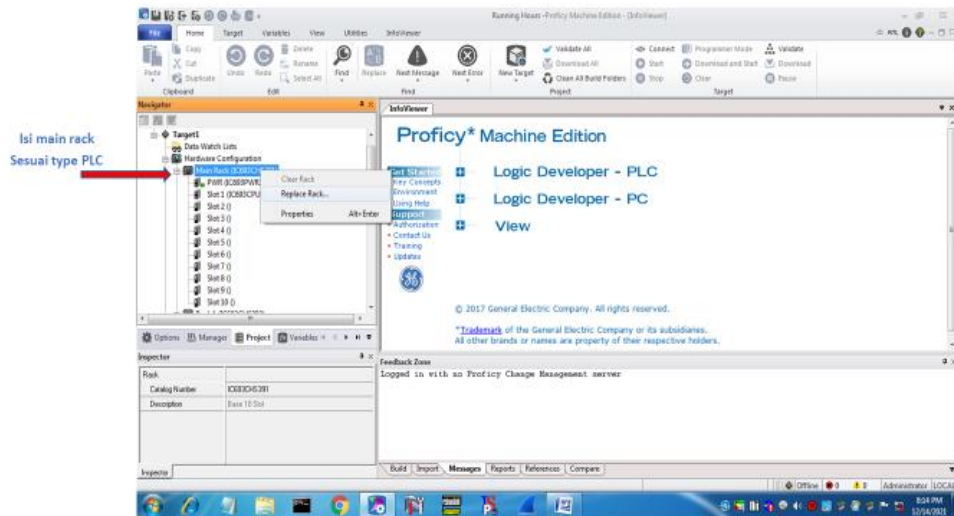 Running Hours - Proficy Machine Edition - [InfoViewer]
File Home Target Variables View Utilities InfoViewer
Paste
Copy
Cut
Duplicate
Clipboard
Undo Redo
Delete
Rename
Select All
Edit
Find Replace Next Message Next Error
Find
New Target
Validate All
Download All
Clean All Build Folders
Project
Connect
Start
Stop
Programmer Mode
Download and Start
Clear
Validate
Download
Pause
Target
Navigator
Target1
Data Watch Lists
Hardware Configuration
Main Rack
Slot 2 ()
Slot 3 ()
Slot 4 ()
Slot 5 ()
Slot 6 ()
Slot 7 ()
Slot 8 ()
Slot 9 ()
Slot 10 ()
Clear Rack
Replace Rack...
Properties Alt+Enter
Isi main rack
Sesuai type PLC
Options Manager Project Variables
Inspector
Rack
Catalog Number IC693CHS391
Description Base 10 Slot
Inspector
InfoViewer
Proficy* Machine Edition
Get Started
Key Concepts
Environment
Using Help
Support
Authorization
Contact Us
Training
Updates
Logic Developer - PLC
Logic Developer - PC
View
© 2017 General Electric Company. All rights reserved.
*Trademark of the General Electric Company or its subsidiaries.
All other brands or names are property of their respective holders.
Feedback Zone
Logged in with no Proficy Change Management server
Build Import Messages Reports References Compare
Offline 0 Administrator LOCAL
8:14 PM
12/14/2021